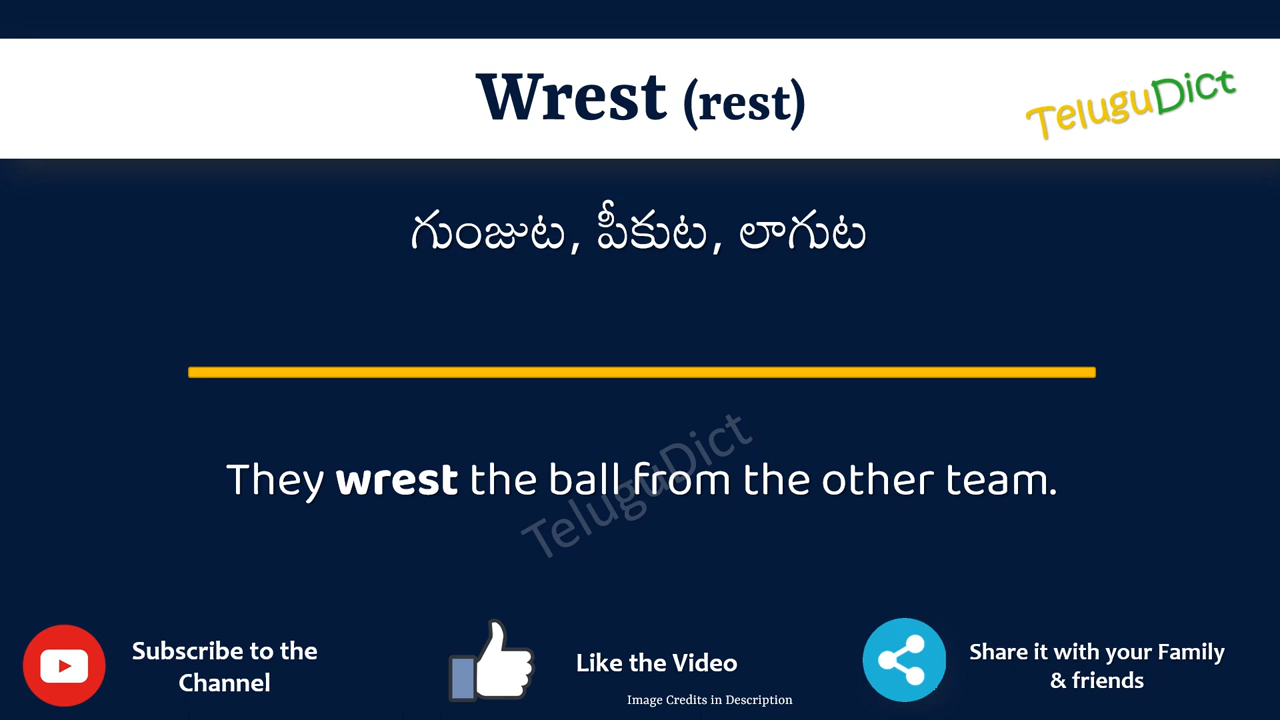 Wrest (rest)
TeluguDict
గుంజుట, పీకుట, లాగుట
They wrest the ball from the other team.
TeluguDict
Subscribe to the
Channel
Like the Video
Share it with your Family
& friends
Image Credits in Description